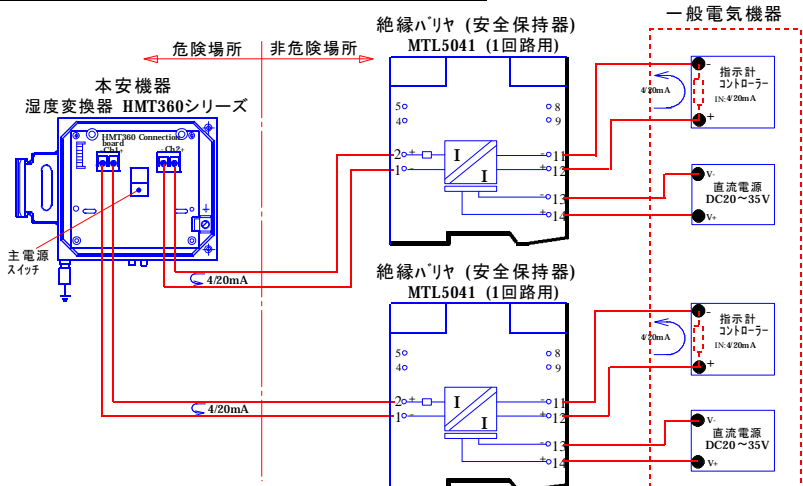 一般電気機器
絶縁バリヤ (安全保持器)
MTL5041 (1回路用)
危険場所
非危険場所
本安機器
湿度変換器 HMT360シリーズ
HMT360 Connection
board
- Ch1+
- Ch2+
主電源
スイッチ
4/20mA
5
4
2 +
1 -
8
9
I
I
- 11
+ 12
- 13
+ 14
4/20mA
-
+
指示計
コントローラー
IN:4/20mA
V-
V+
直流電源
DC20～35V
絶縁バリヤ (安全保持器)
MTL5041 (1回路用)
4/20mA
5
4
2 +
1 -
8
9
I
I
- 11
+ 12
- 13
+ 14
4/20mA
-
+
指示計
コントローラー
IN:4/20mA
V-
V+
直流電源
DC20～35V